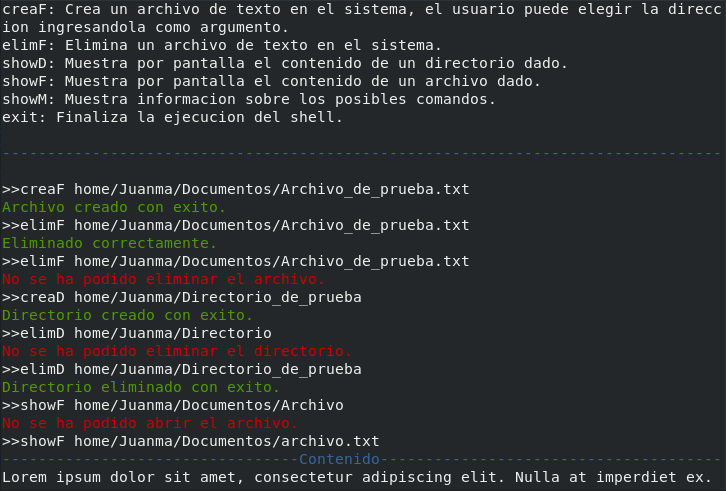 creaF: Crea un archivo de texto en el sistema, el usuario puede elegir la direcc
ion ingresandola como argumento.
elimF: Elimina un archivo de texto en el sistema.
showD: Muestra por pantalla el contenido de un directorio dado.
showF: Muestra por pantalla el contenido de un archivo dado.
showM: Muestra informacion sobre los posibles comandos.
exit: Finaliza la ejecucion del shell.
--------------------------------------------------------------------------------
>>creaF home/Juanma/Documentos/Archivo_de_prueba.txt
Archivo creado con exito.
>>elimF home/Juanma/Documentos/Archivo_de_prueba.txt
Eliminado correctamente.
>>elimF home/Juanma/Documentos/Archivo_de_prueba.txt
No se ha podido eliminar el archivo.
>>creaD home/Juanma/Directorio_de_prueba
Directorio creado con exito.
>>elimD home/Juanma/Directorio
No se ha podido eliminar el directorio.
>>elimD home/Juanma/Directorio_de_prueba
Directorio eliminado con exito.
>>showF home/Juanma/Documentos/Archivo
No se ha podido abrir el archivo.
>>showF home/Juanma/Documentos/archivo.txt
---------------------------------Contenido--------------------------------------
Lorem ipsum dolor sit amet, consectetur adipiscing elit. Nulla at imperdiet ex.